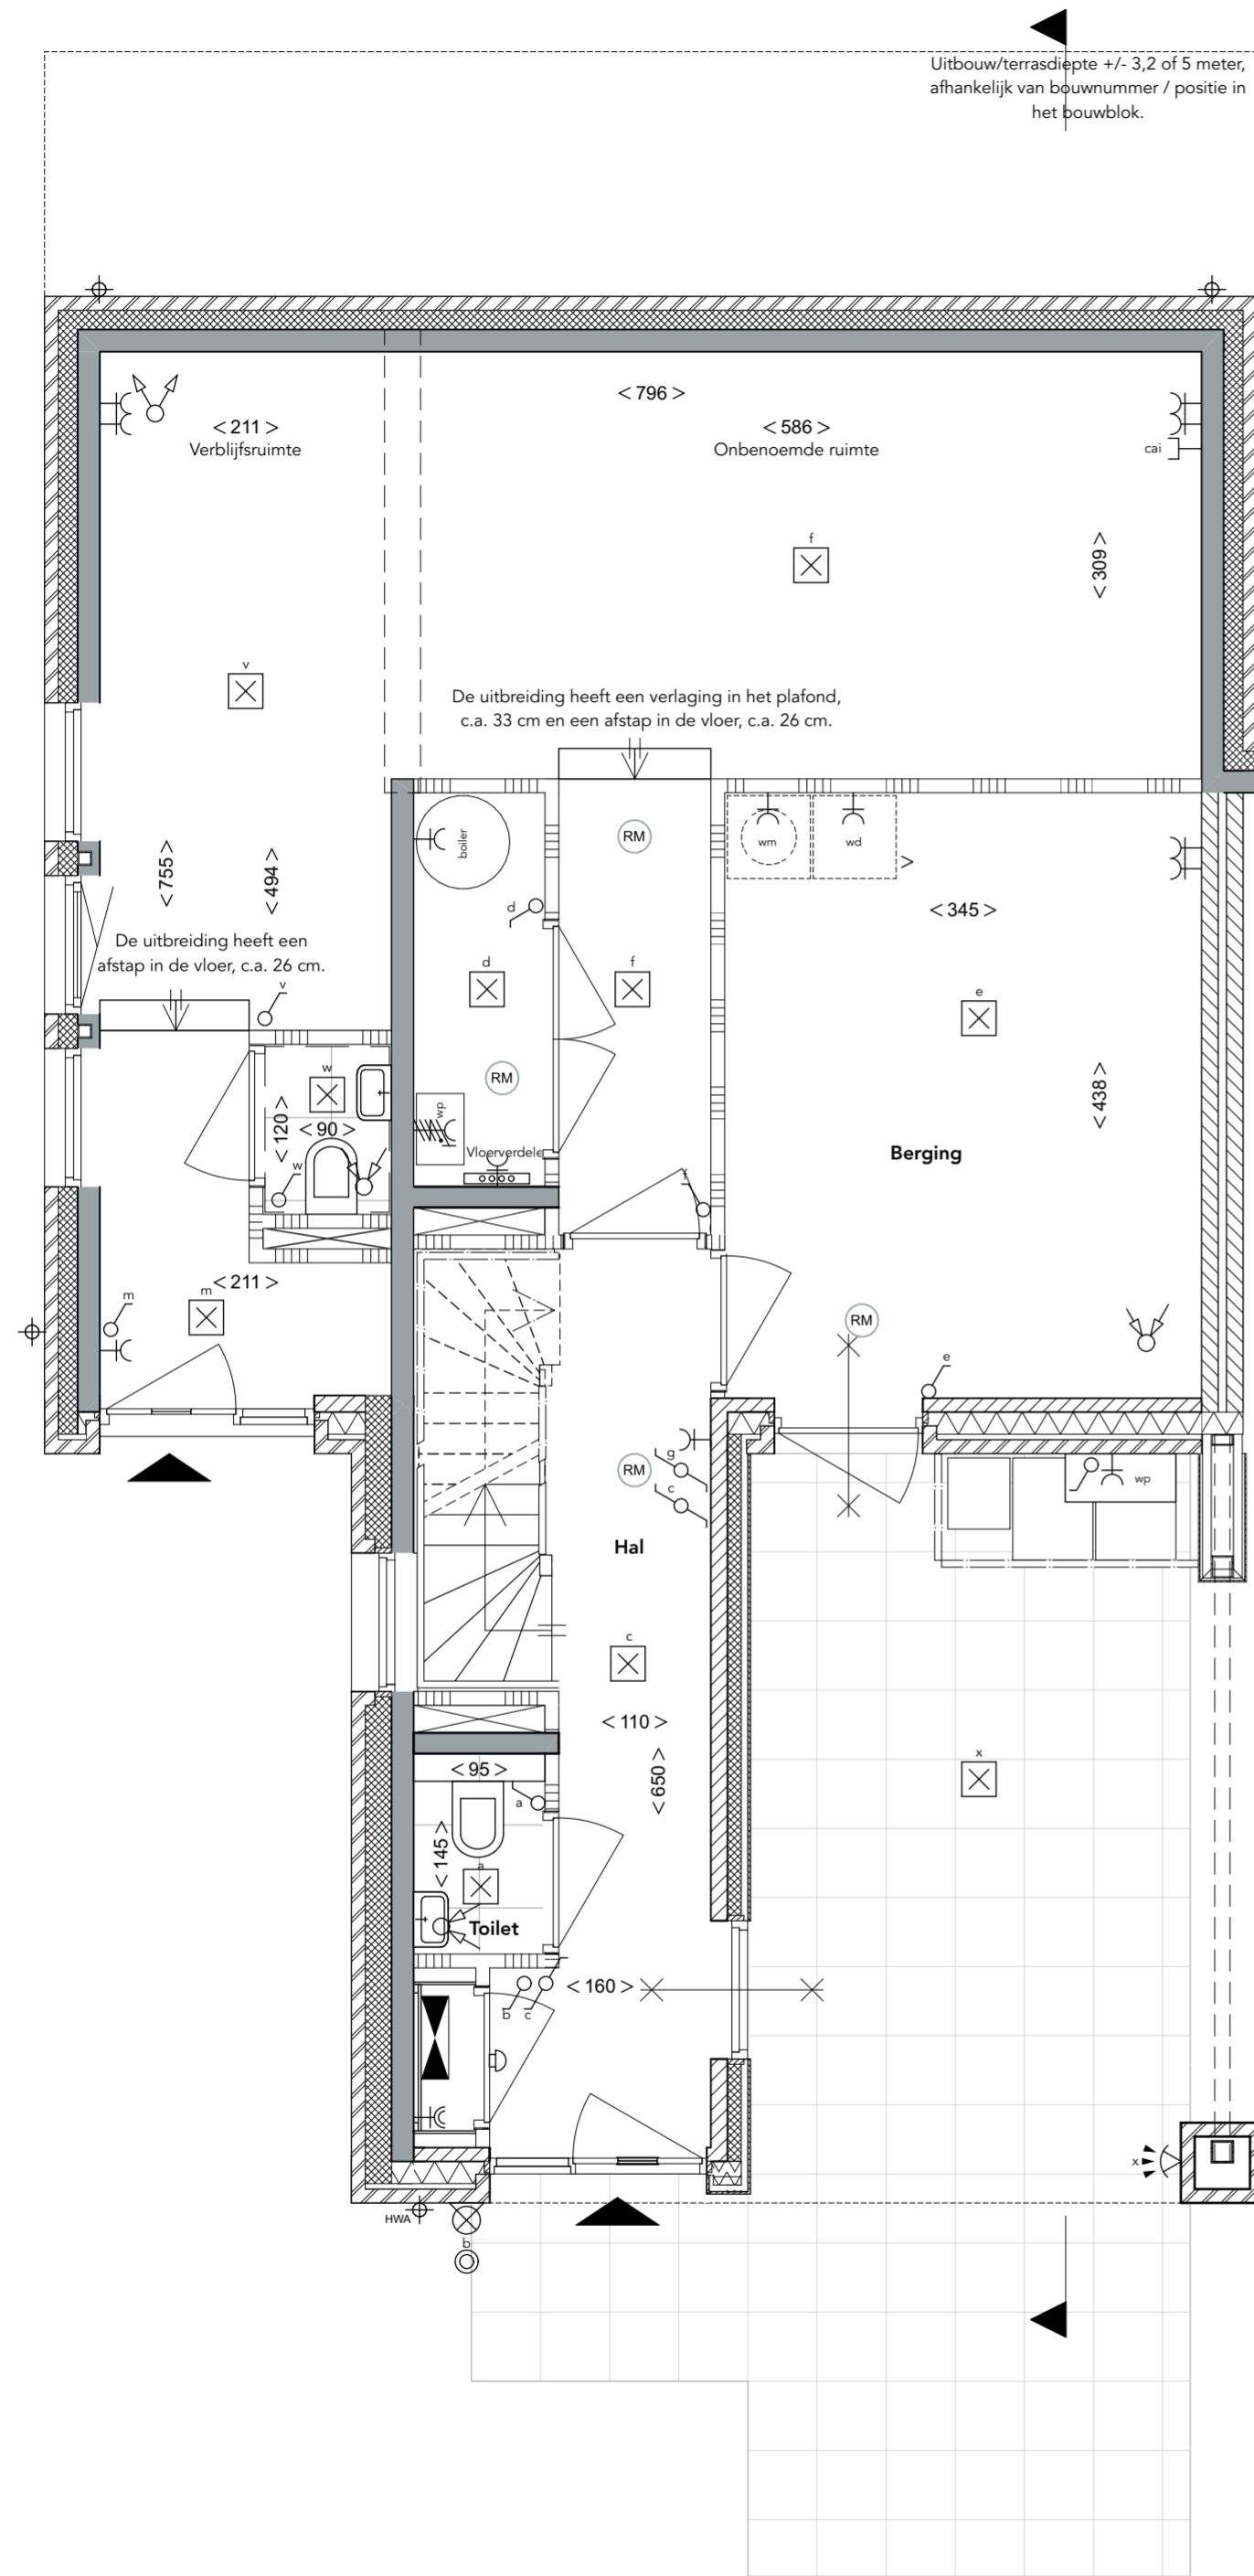 Uitbouw/terrasdiepte +/- 3,2 of 5 meter,
afhankelijk van bouwnummer / positie in
het bouwblok.
<796>
<211>
Verblijfsruimte
<586>
Onbenoemde ruimte
cai
f
<309>
v
De uitbreiding heeft een verlaging in het plafond,
c.a. 33 cm en een afstap in de vloer, c.a. 26 cm.
boiler
RM
wm
wd
>
<755>
<494>
d
<345>
De uitbreiding heeft een
afstap in de vloer, c.a. 26 cm.
d
f
v
e
w
RM
<120>
<90>
wp
<438>
Vloerverdele
Berging
w
f
<211>
m
m
RM
e
RM
g
c
wp
Hal
c
<110>
<650>
x
<95>
a
<145>
a
Toilet
<160>
b
c
x
HWA
b